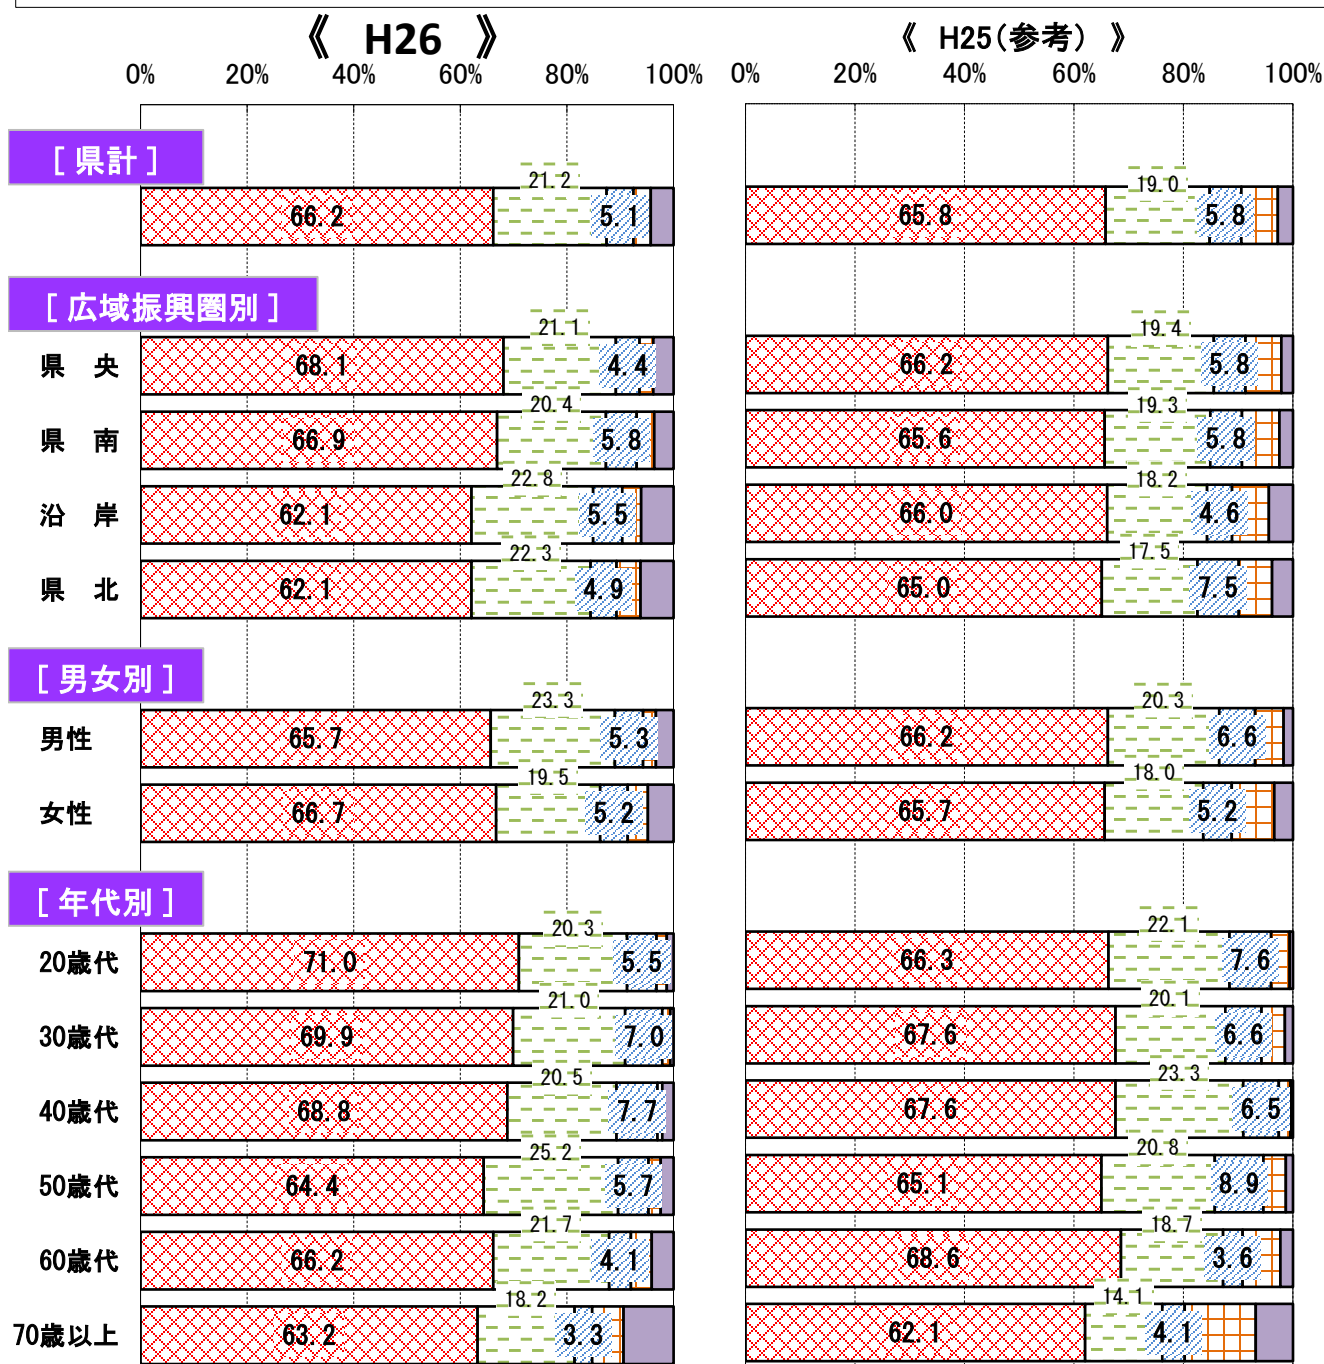 《 H26 》 《 H25(参考) 》
0% 20% 40% 60% 80% 100% 0% 20% 40% 60% 80% 100%
[ 県計 ]
66.2 21.2 5.1 65.8 19.0 5.8
[ 広域振興圏別 ]
県 央 68.1 21.1 4.4 66.2 19.4 5.8
県 南 66.9 20.4 5.8 65.6 19.3 5.8
沿 岸 62.1 22.8 5.5 66.0 18.2 4.6
県 北 62.1 22.3 4.9 65.0 17.5 7.5
[ 男女別 ]
男性 65.7 23.3 5.3 66.2 20.3 6.6
女性 66.7 19.5 5.2 65.7 18.0 5.2
[ 年代別 ]
20歳代 71.0 20.3 5.5 66.3 22.1 7.6
30歳代 69.9 21.0 7.0 67.6 20.1 6.6
40歳代 68.8 20.5 7.7 67.6 23.3 6.5
50歳代 64.4 25.2 5.7 65.1 20.8 8.9
60歳代 66.2 21.7 4.1 68.6 18.7 3.6
70歳以上 63.2 18.2 3.3 62.1 14.1 4.1